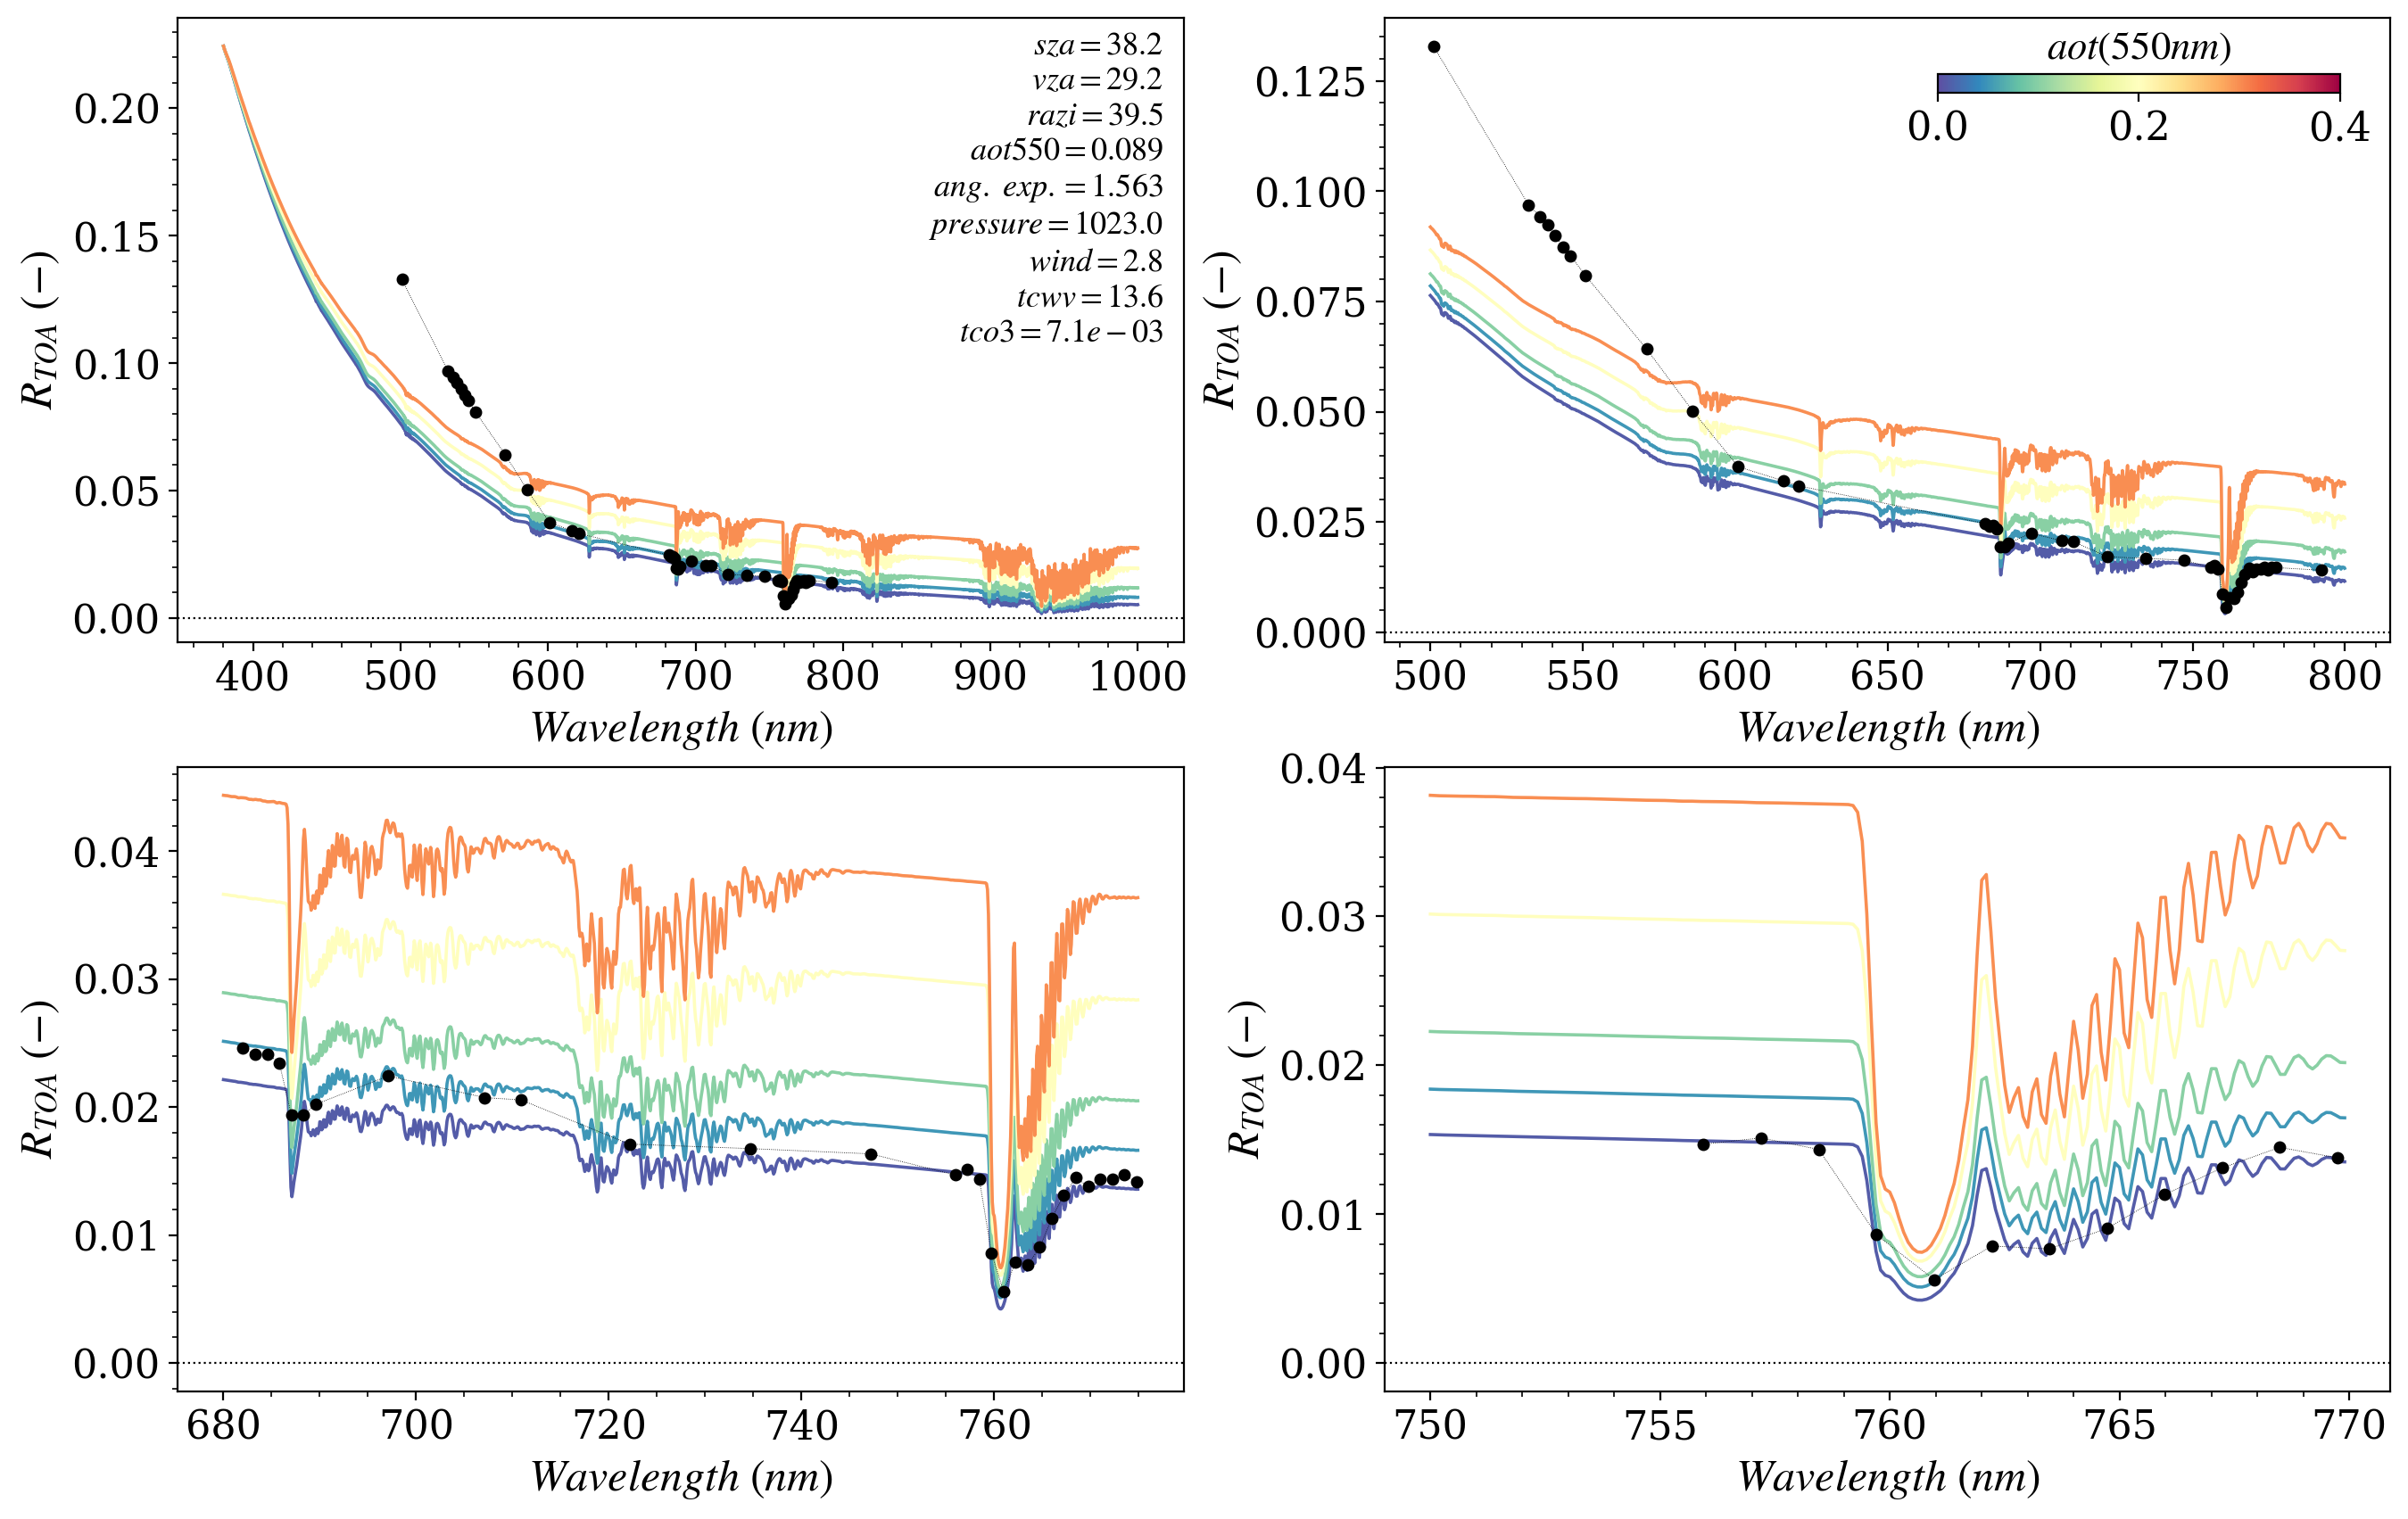 sza = 38.2
vza = 29.2
razi = 39.5
aot550 = 0.089
ang. exp. = 1.563
pressure = 1023.0
wind = 2.8
tcwv = 13.6
tco3 = 7.1e − 03
R_TOA (−)
0.20
0.15
0.10
0.05
0.00
400 500 600 700 800 900 1000
Wavelength (nm)
aot(550nm)
0.0 0.2 0.4
R_TOA (−)
0.125
0.100
0.075
0.050
0.025
0.000
500 550 600 650 700 750 800
Wavelength (nm)
R_TOA (−)
0.04
0.03
0.02
0.01
0.00
680 700 720 740 760
Wavelength (nm)
R_TOA (−)
0.04
0.03
0.02
0.01
0.00
750 755 760 765 770
Wavelength (nm)